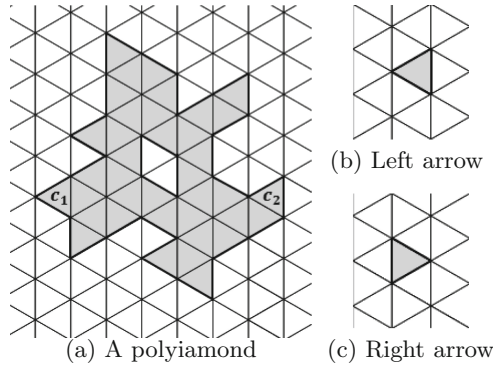 c1
c2
(a) A polyiamond
(b) Left arrow
(c) Right arrow